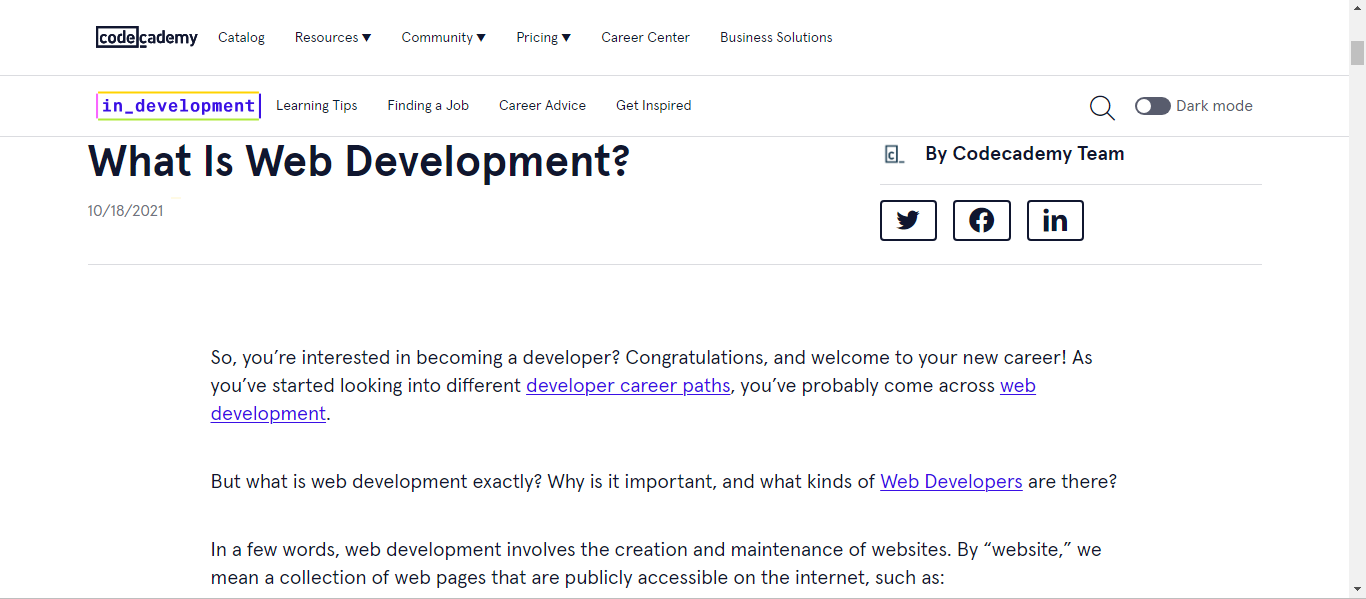 codecademy Catalog Resources ▼ Community ▼ Pricing ▼ Career Center Business Solutions
in_development Learning Tips Finding a Job Career Advice Get Inspired Dark mode
What Is Web Development?
10/18/2021
c_ By Codecademy Team
in
So, you’re interested in becoming a developer? Congratulations, and welcome to your new career! As
you’ve started looking into different developer career paths, you’ve probably come across web
development.
But what is web development exactly? Why is it important, and what kinds of Web Developers are there?
In a few words, web development involves the creation and maintenance of websites. By “website,” we
mean a collection of web pages that are publicly accessible on the internet, such as: